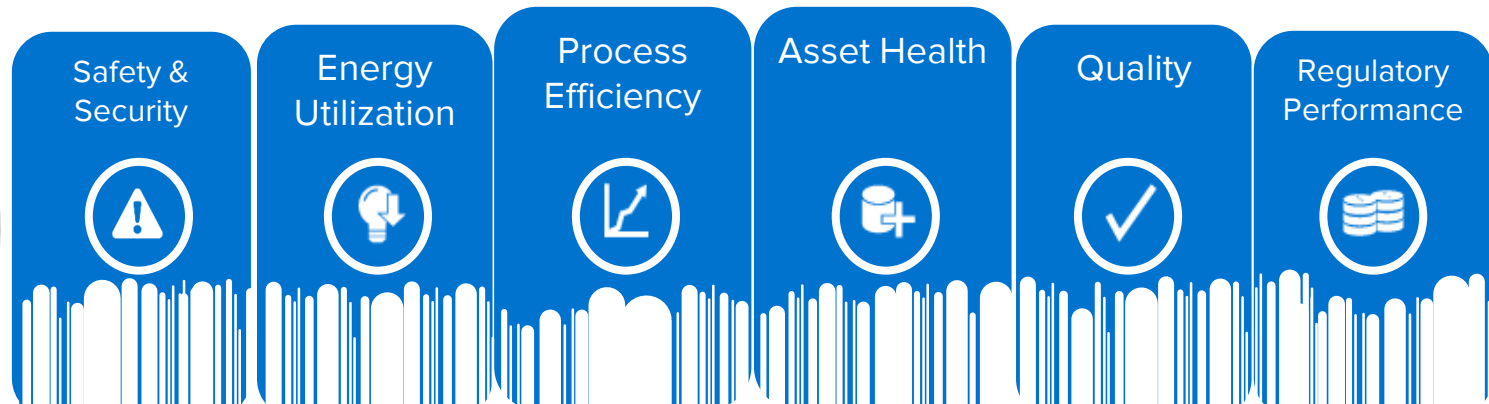 Safety &
Security
Energy
Utilization
Process
Efficiency
Asset Health
Quality
Regulatory
Performance